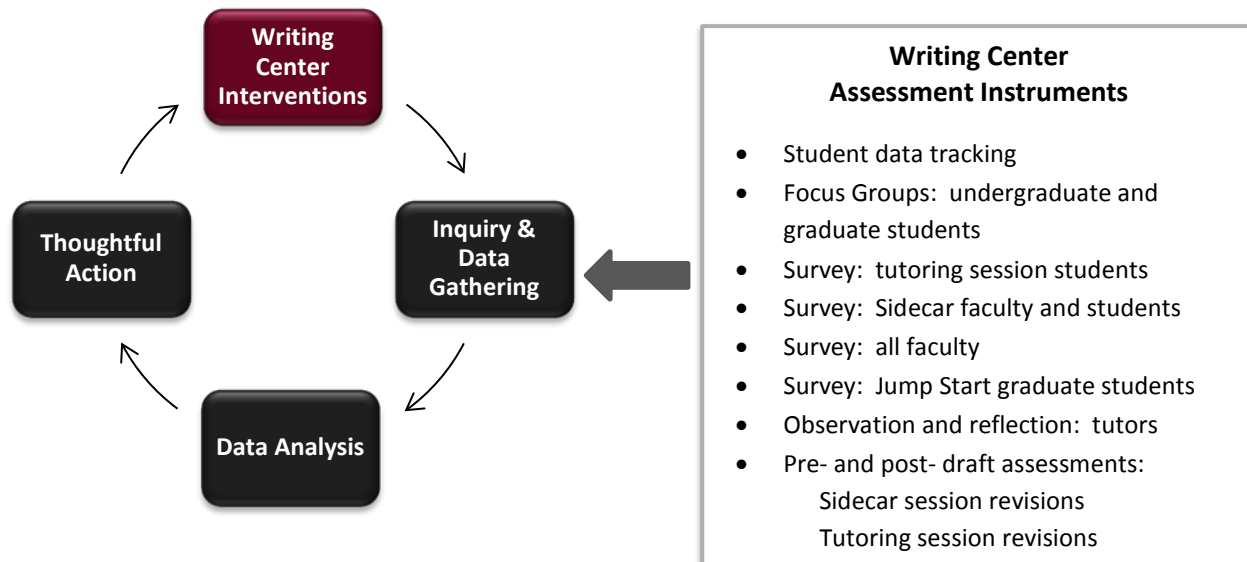 Writing
Center
Interventions
Inquiry &
Data
Gathering
Data Analysis
Thoughtful
Action
Writing Center
Assessment Instruments
• Student data tracking
• Focus Groups: undergraduate and
graduate students
• Survey: tutoring session students
• Survey: Sidecar faculty and students
• Survey: all faculty
• Survey: Jump Start graduate students
• Observation and reflection: tutors
• Pre- and post- draft assessments:
Sidecar session revisions
Tutoring session revisions